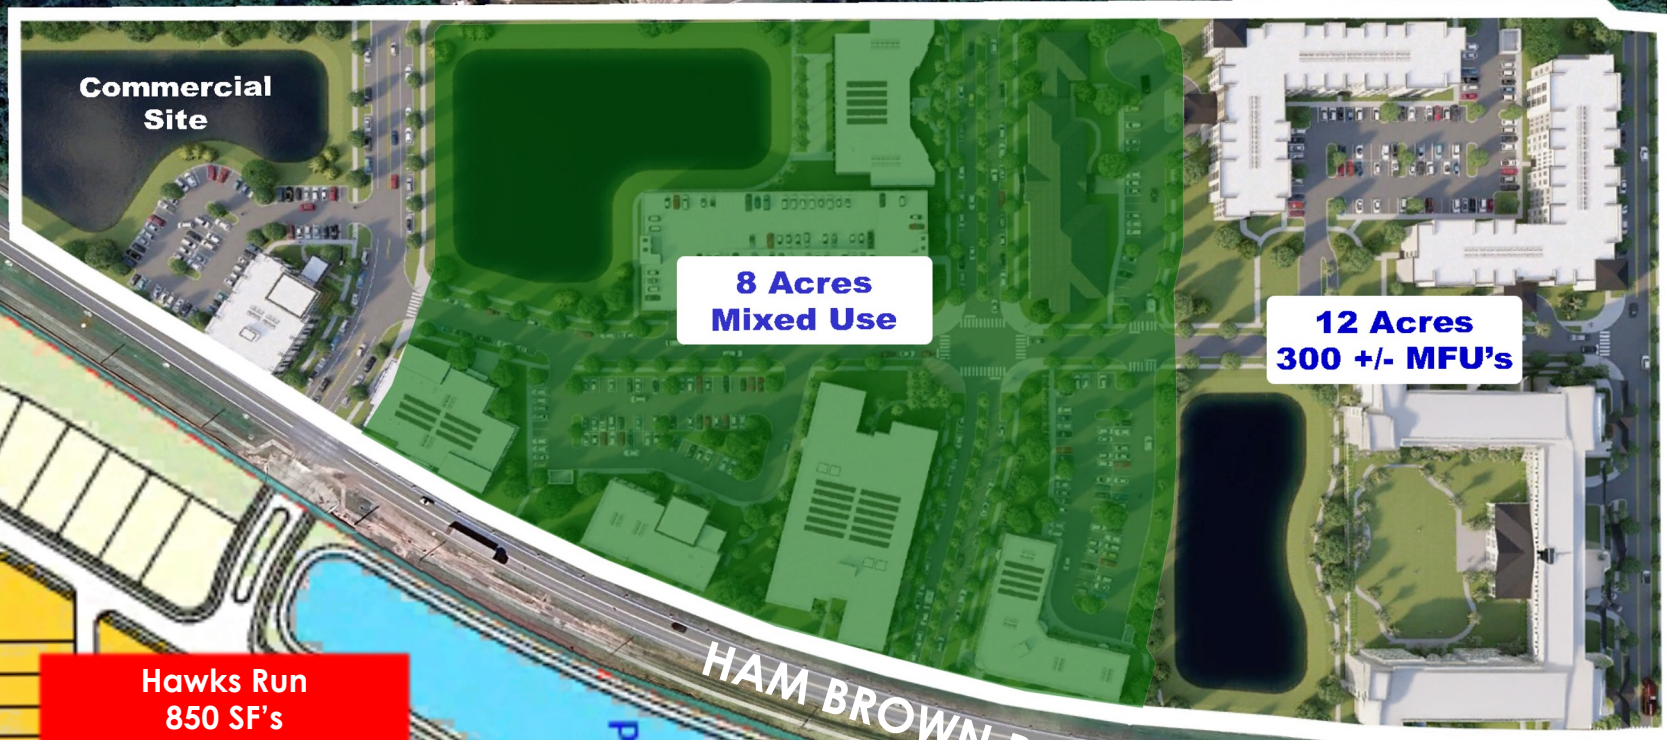 Commercial
Site
8 Acres
Mixed Use
12 Acres
300 +/- MFU's
HAM BROWN
Hawks Run
850 SF's